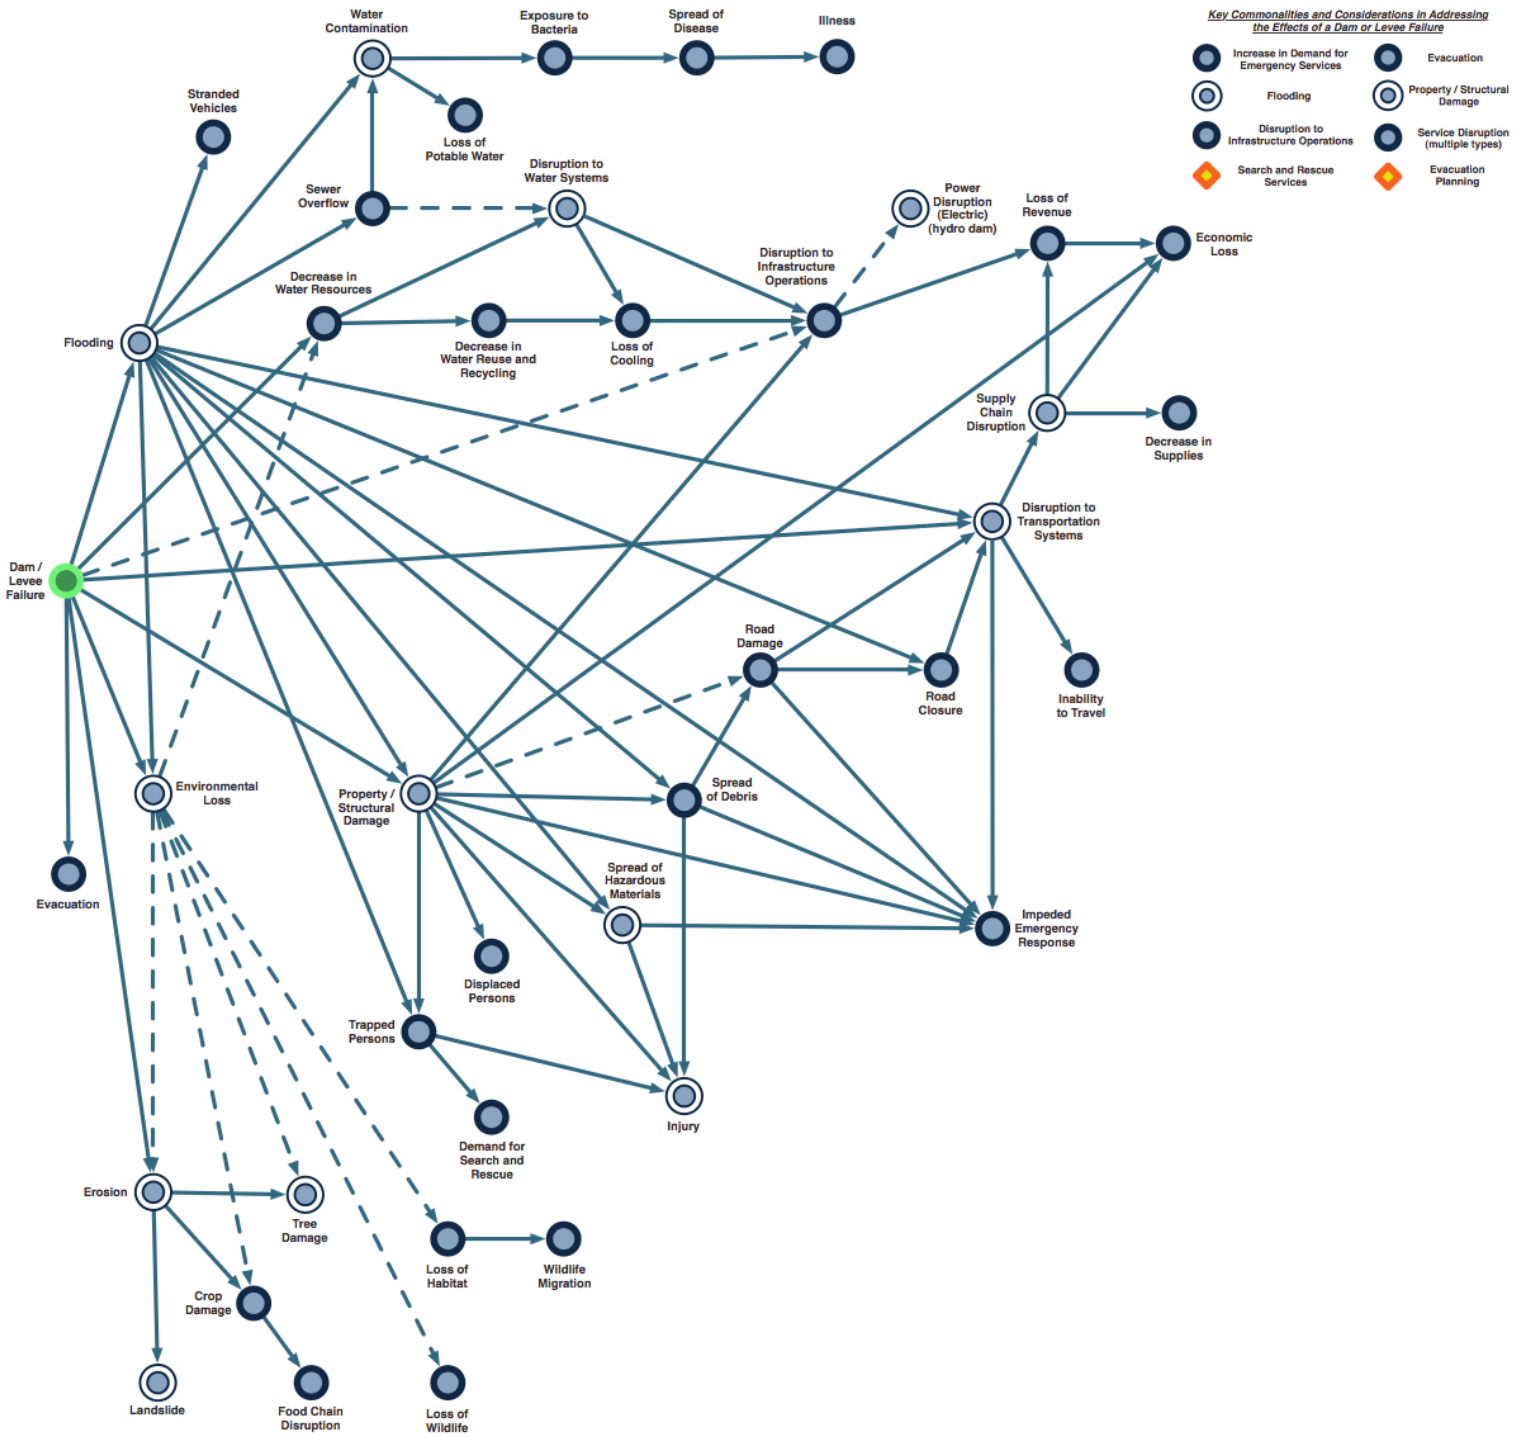 Water
Contamination
Exposure to
Bacteria
Spread of
Disease
Illness
Key Commonalities and Considerations in Addressing
the Effects of a Dam or Levee Failure
Increase in Demand for
Emergency Services
Evacuation
Flooding
Property / Structural
Damage
Disruption to
Infrastructure Operations
Service Disruption
(multiple types)
Search and Rescue
Services
Evacuation
Planning
Stranded
Vehicles
Loss of
Potable Water
Disruption to
Water Systems
Sewer
Overflow
Power
Disruption
(Electric)
(hydro dam)
Loss of
Revenue
Economic
Loss
Disruption to
Infrastructure
Operations
Decrease in
Water Resources
Flooding
Decrease in
Water Reuse and
Recycling
Loss of
Cooling
Supply
Chain
Disruption
Decrease in
Supplies
Disruption to
Transportation
Systems
Dam /
Levee
Failure
Road
Damage
Road
Closure
Inability
to Travel
Environmental
Loss
Property /
Structural
Damage
Spread
of Debris
Evacuation
Spread of
Hazardous
Materials
Impeded
Emergency
Response
Displaced
Persons
Trapped
Persons
Injury
Demand for
Search and
Rescue
Erosion
Tree
Damage
Loss of
Habitat
Wildlife
Migration
Crop
Damage
Landslide
Food Chain
Disruption
Loss of
Wildlife